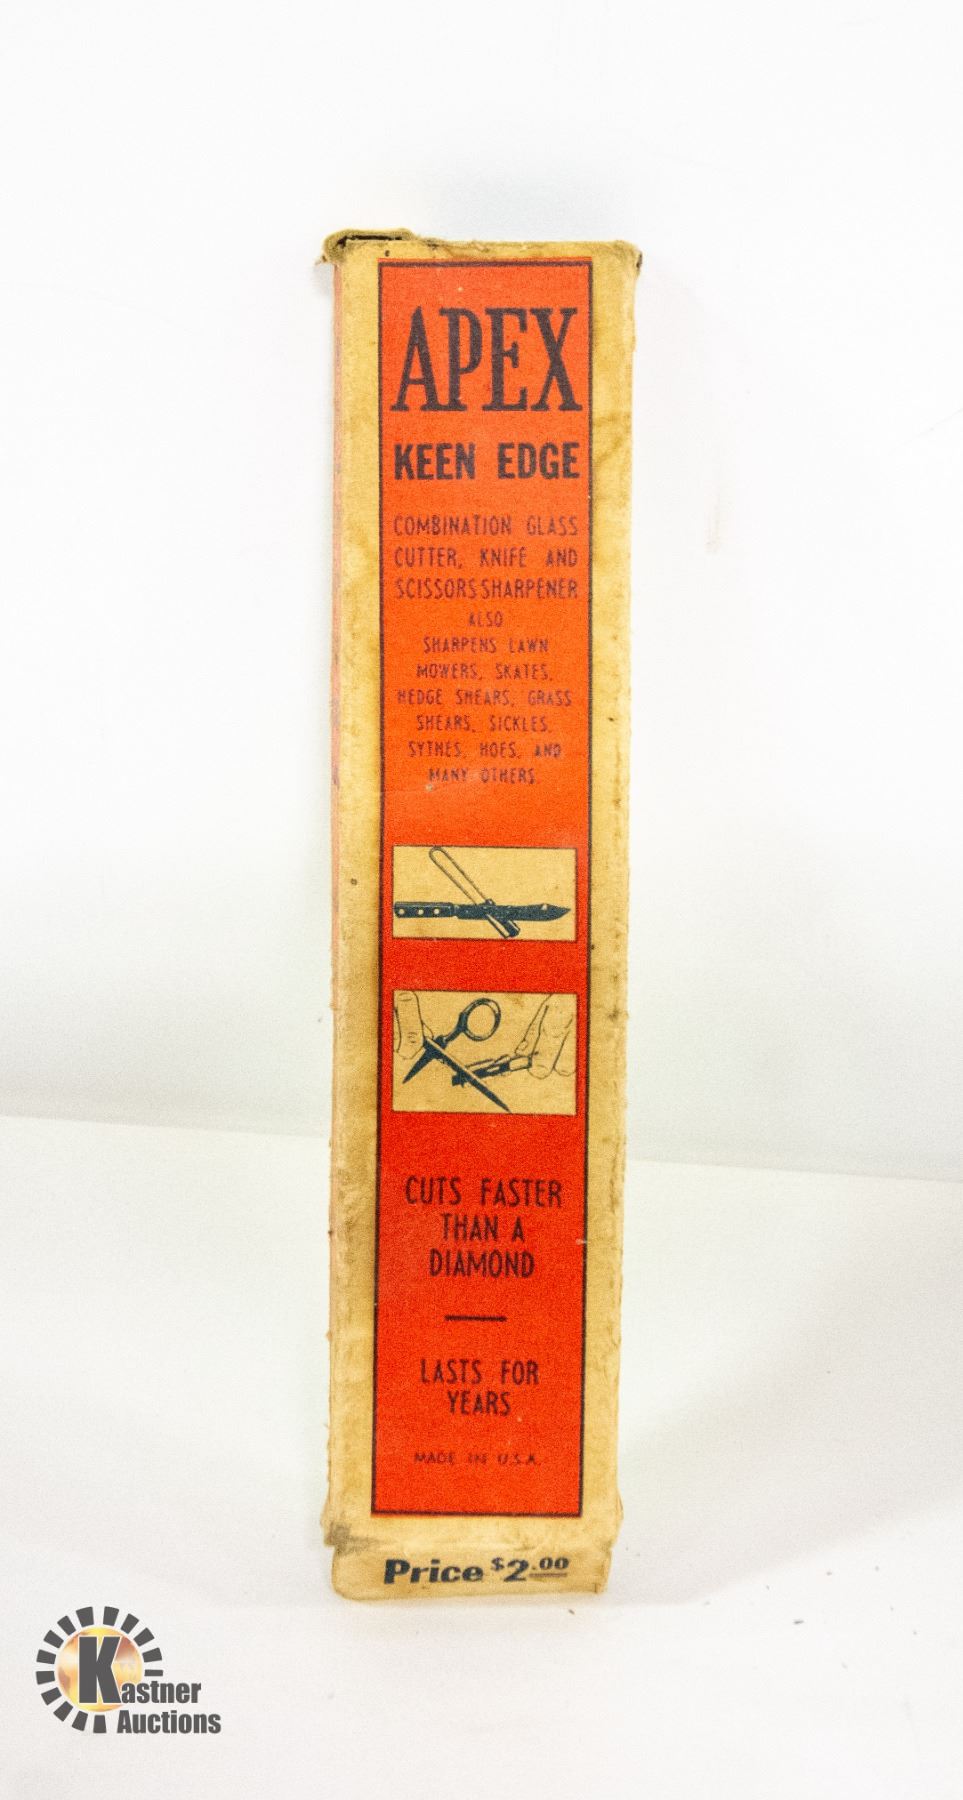 APEX
KEEN EDGE
COMBINATION GLASS
CUTTER, KNIFE AND
SCISSORS SHARPENER
ALSO
SHARPENS LAWN
MOWERS, SKATES,
HEDGE SHEARS, GRASS
SHEARS, SICKLES,
SYTHES, HOES, AND
MANY OTHERS.
CUTS FASTER
THAN A
DIAMOND
LASTS FOR
YEARS
MADE IN U.S.A.
Price $2.00
Kastner
Auctions